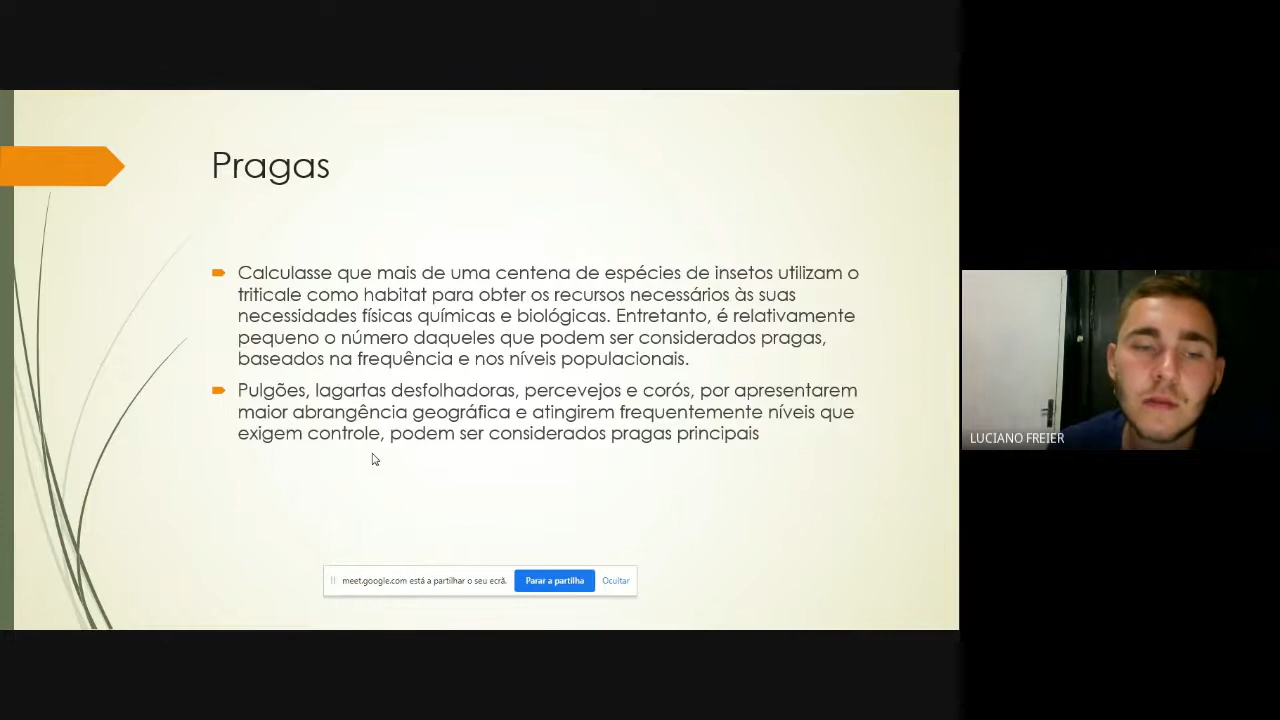 Pragas
Calculasse que mais de uma centena de espécies de insetos utilizam o
triticale como habitat para obter os recursos necessários às suas
necessidades físicas químicas e biológicas. Entretanto, é relativamente
pequeno o número daqueles que podem ser considerados pragas,
baseados na frequência e nos níveis populacionais.
Pulgões, lagartas desfolhadoras, percevejos e corós, por apresentarem
maior abrangência geográfica e atingirem frequentemente níveis que
exigem controle, podem ser considerados pragas principais
meet.google.com está a partilhar o seu ecrã.
Parar a partilha
Ocultar
LUCIANO FREIER